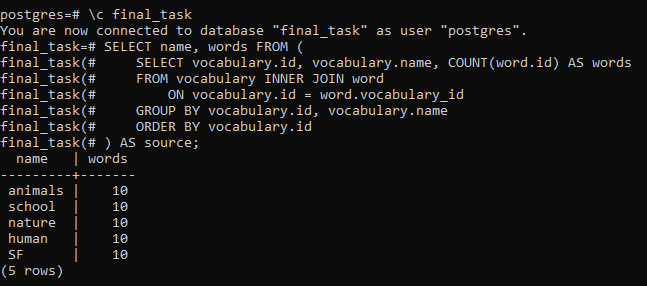 postgres=# \c final_task
You are now connected to database "final_task" as user "postgres".
final_task=# SELECT name, words FROM (
final_task(#     SELECT vocabulary.id, vocabulary.name, COUNT(word.id) AS words
final_task(#     FROM vocabulary INNER JOIN word
final_task(#         ON vocabulary.id = word.vocabulary_id
final_task(#     GROUP BY vocabulary.id, vocabulary.name
final_task(#     ORDER BY vocabulary.id
final_task(# ) AS source;
  name   | words
---------+-------
 animals |    10
 school  |    10
 nature  |    10
 human   |    10
 SF      |    10
(5 rows)